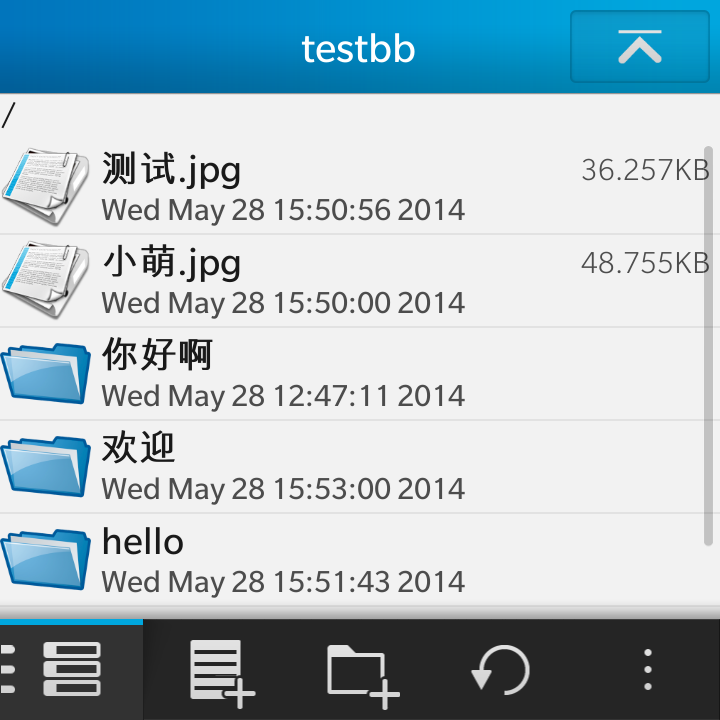 testbb
/
测试.jpg 36.257KB
Wed May 28 15:50:56 2014
小萌.jpg 48.755KB
Wed May 28 15:50:00 2014
你好啊
Wed May 28 12:47:11 2014
欢迎
Wed May 28 15:53:00 2014
hello
Wed May 28 15:51:43 2014